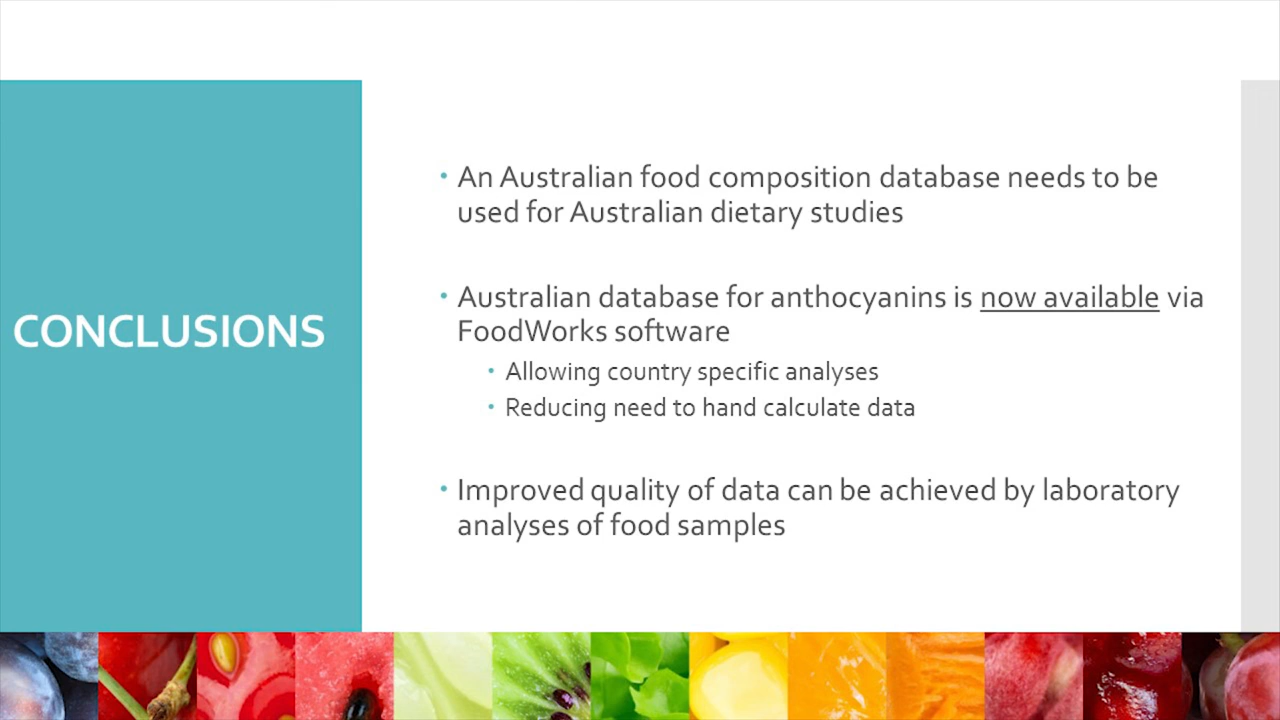 CONCLUSIONS
• An Australian food composition database needs to be
used for Australian dietary studies
• Australian database for anthocyanins is now available via
FoodWorks software
• Allowing country specific analyses
• Reducing need to hand calculate data
• Improved quality of data can be achieved by laboratory
analyses of food samples